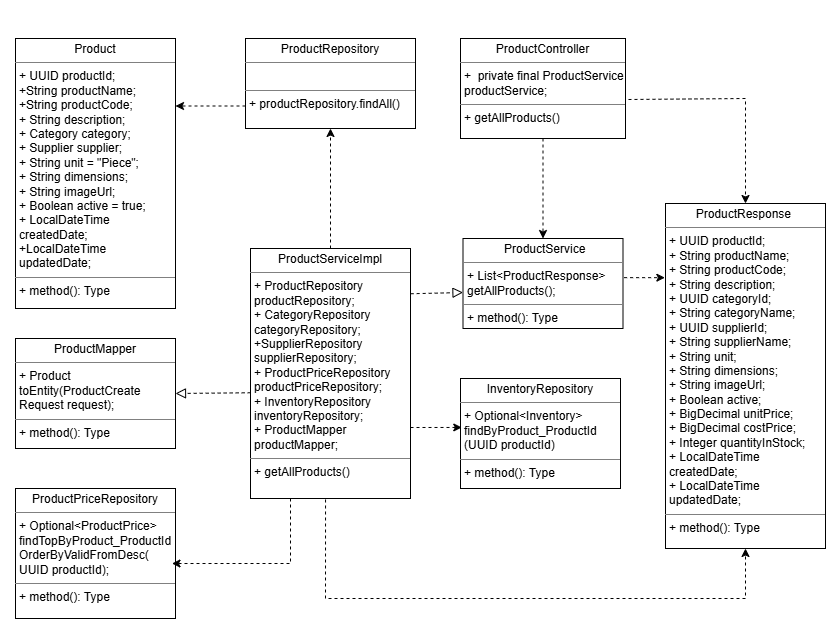 Product
+ UUID productId;
+String productName;
+String productCode;
+ String description;
+ Category category;
+ Supplier supplier;
+ String unit = "Piece";
+ String dimensions;
+ String imageUrl;
+ Boolean active = true;
+ LocalDateTime
createdDate;
+LocalDateTime
updatedDate;
+ method(): Type
ProductRepository
+ productRepository.findAll()
ProductController
+  private final ProductService
productService;
+ getAllProducts()
ProductResponse
+ UUID productId;
+ String productName;
+ String productCode;
+ String description;
+ UUID categoryId;
+ String categoryName;
+ UUID supplierId;
+ String supplierName;
+ String unit;
+ String dimensions;
+ String imageUrl;
+ Boolean active;
+ BigDecimal unitPrice;
+ BigDecimal costPrice;
+ Integer quantityInStock;
+ LocalDateTime
createdDate;
+ LocalDateTime
updatedDate;
+ method(): Type
ProductServiceImpl
+ ProductRepository
productRepository;
+ CategoryRepository
categoryRepository;
+SupplierRepository
supplierRepository;
+ ProductPriceRepository
productPriceRepository;
+ InventoryRepository
inventoryRepository;
+ ProductMapper
productMapper;
+ getAllProducts()
ProductService
+ List<ProductResponse>
getAllProducts();
+ method(): Type
ProductMapper
+ Product
toEntity(ProductCreate
Request request);
+ method(): Type
InventoryRepository
+ Optional<Inventory>
findByProduct_ProductId
(UUID productId)
+ method(): Type
ProductPriceRepository
+ Optional<ProductPrice>
findTopByProduct_ProductId
OrderByValidFromDesc(
UUID productId);
+ method(): Type